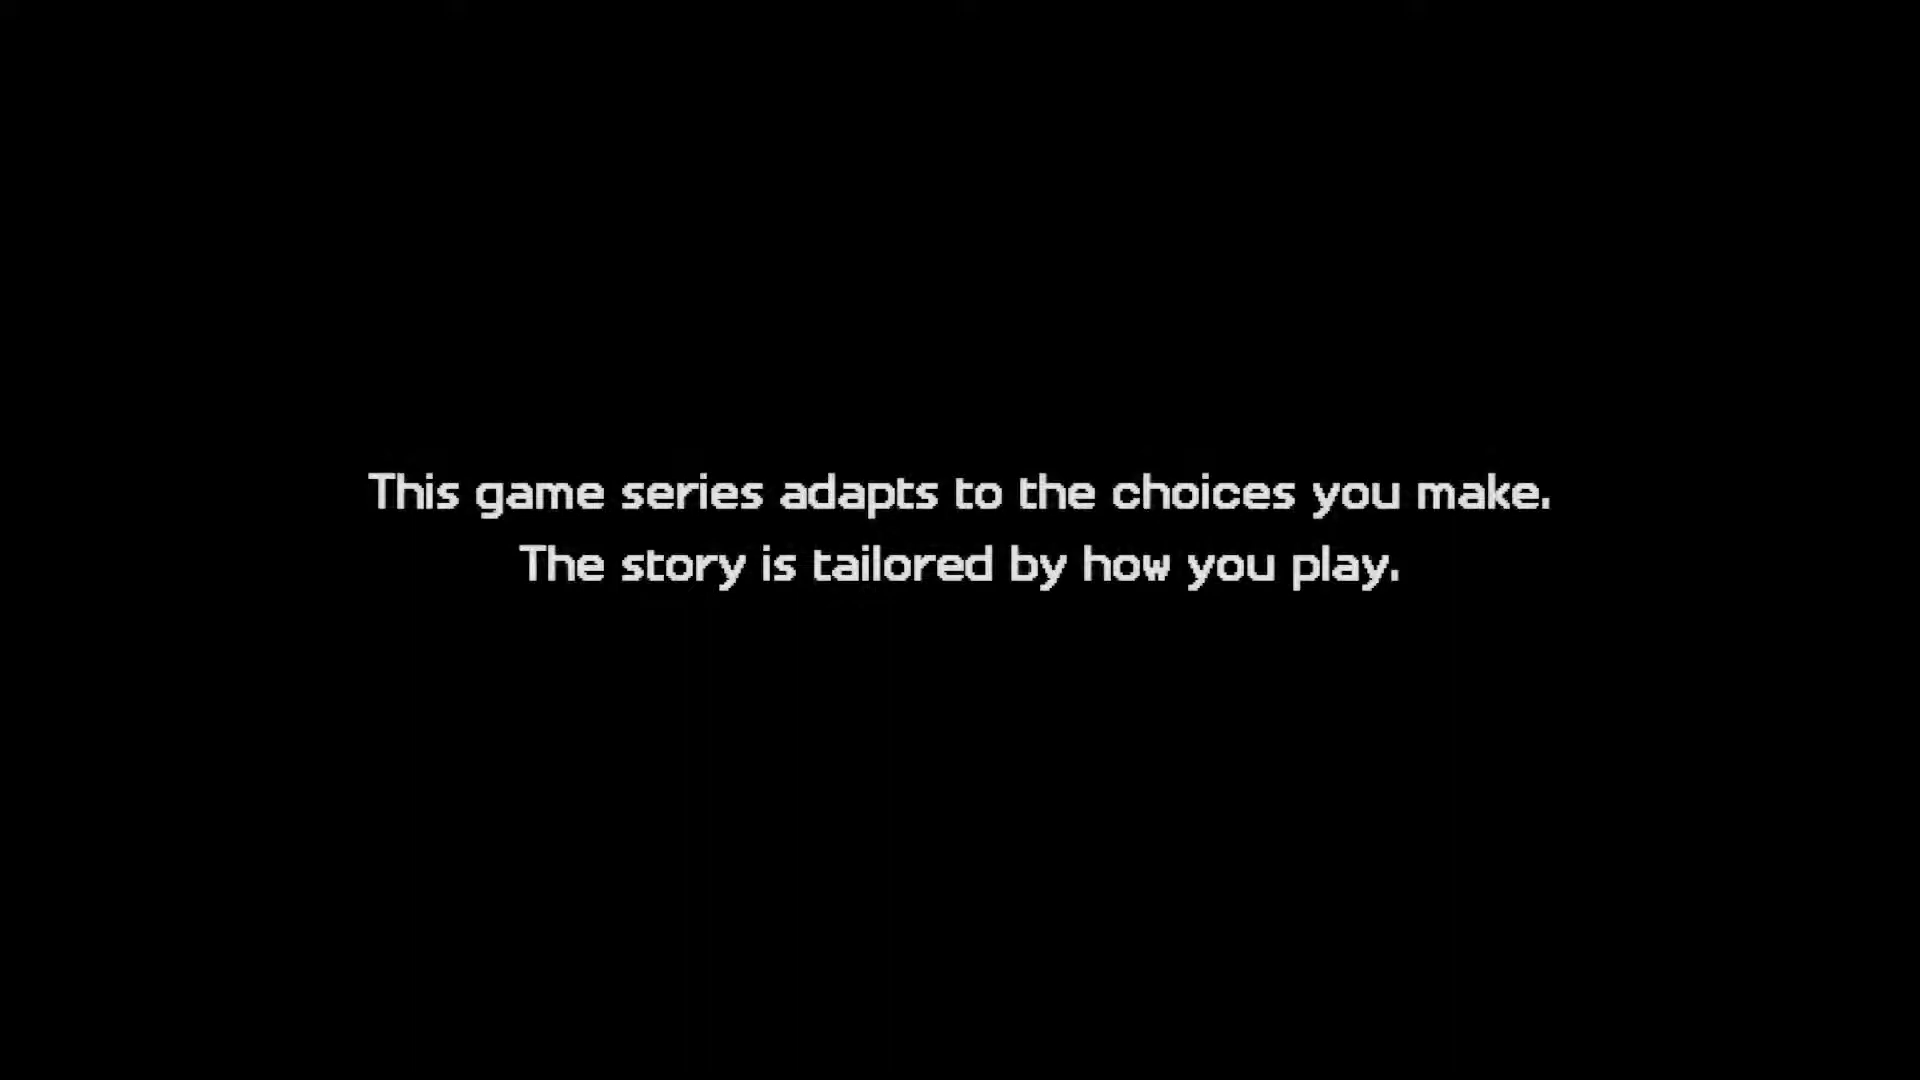 This game series adapts to the choices you make.
The story is tailored by how you play.